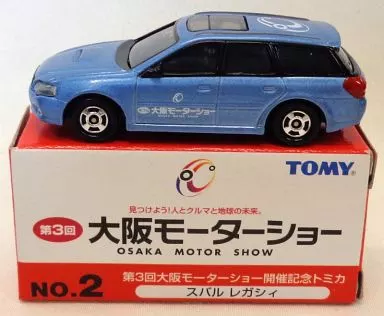 第3回
大阪モーターショー
TOMY
見つけよう!人とクルマと地球の未来。
第3回
大阪モーターショー
OSAKA MOTOR SHOW
NO.2
第3回大阪モーターショー開催記念トミカ
スバル レガシィ